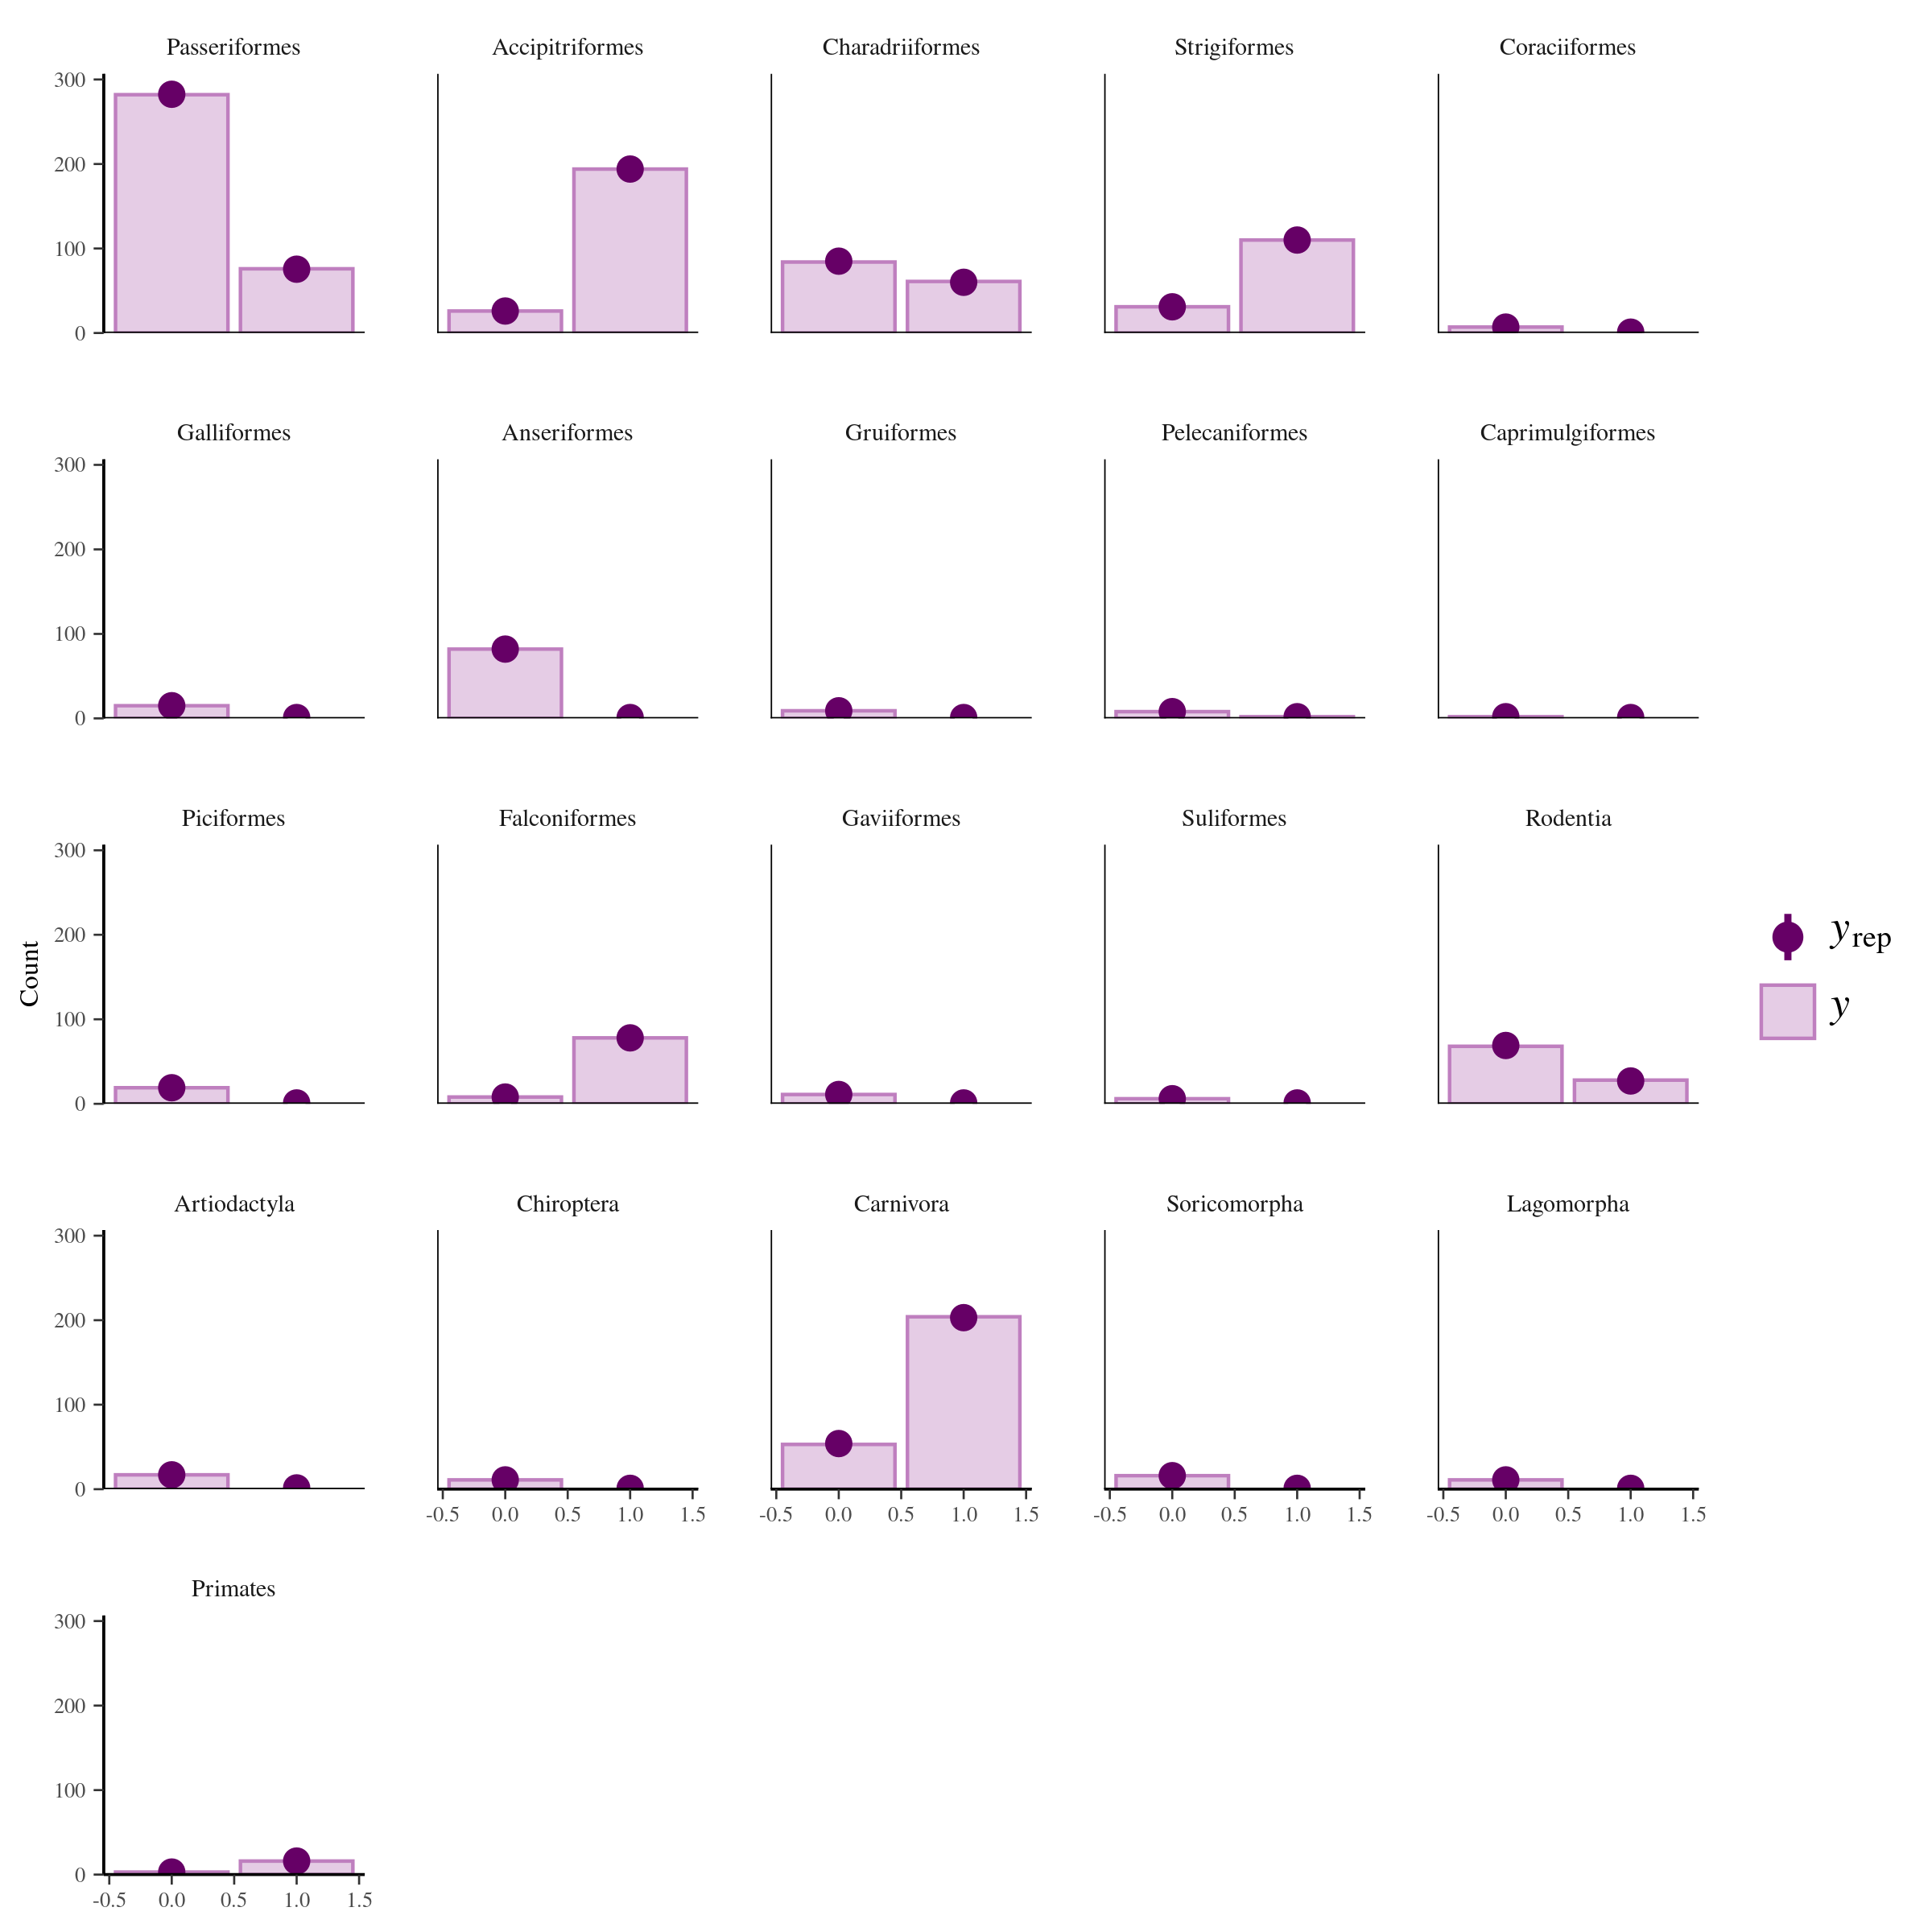 Passeriformes Accipitriformes Charadriiformes Strigiformes Coraciiformes
300
200
100
0
Galliformes Anseriformes Gruiformes Pelecaniformes Caprimulgiformes
300
200
100
0
Piciformes Falconiformes Gaviiformes Suliformes Rodentia
300
200
100
0
Count
y rep
y
Artiodactyla Chiroptera Carnivora Soricomorpha Lagomorpha
300
200
100
0
-0.5 0.0 0.5 1.0 1.5 -0.5 0.0 0.5 1.0 1.5 -0.5 0.0 0.5 1.0 1.5 -0.5 0.0 0.5 1.0 1.5
Primates
300
200
100
0
-0.5 0.0 0.5 1.0 1.5